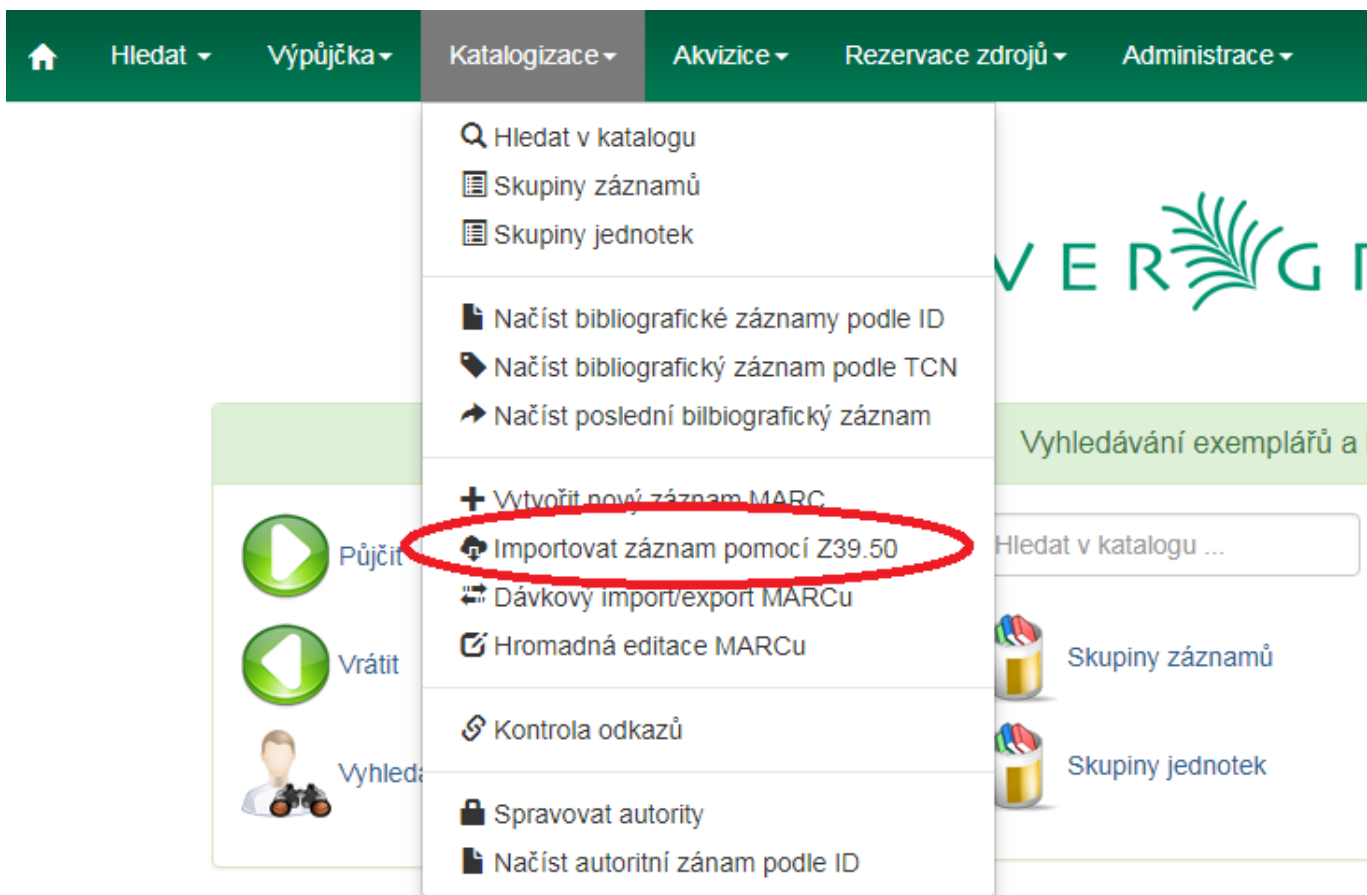 Hledat
Výpůjčka
Katalogizace
Akvizice
Rezervace zdrojů
Administrace
Hledat v katalogu
Skupiny záznamů
Skupiny jednotek
Načíst bibliografické záznamy podle ID
Načíst bibliografický záznam podle TCN
Načíst poslední bilbiografický záznam
Vytvořit nový záznam MARC
Importovat záznam pomocí Z39.50
Dávkový import/export MARCu
Hromadná editace MARCu
Kontrola odkazů
Spravovat autority
Načíst autoritní zánam podle ID
VERG
Půjčit
Vrátit
Vyhled
Vyhledávání exemplářů a
Hledat v katalogu ...
Skupiny záznamů
Skupiny jednotek